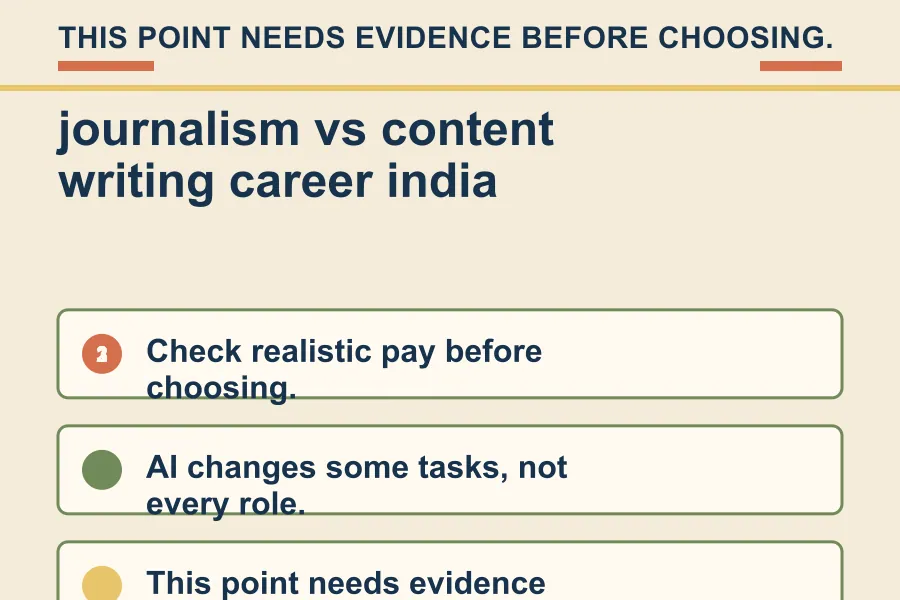 THIS POINT NEEDS EVIDENCE BEFORE CHOOSING.
journalism vs content
writing career india
Check realistic pay before
choosing.
AI changes some tasks, not
every role.
This point needs evidence